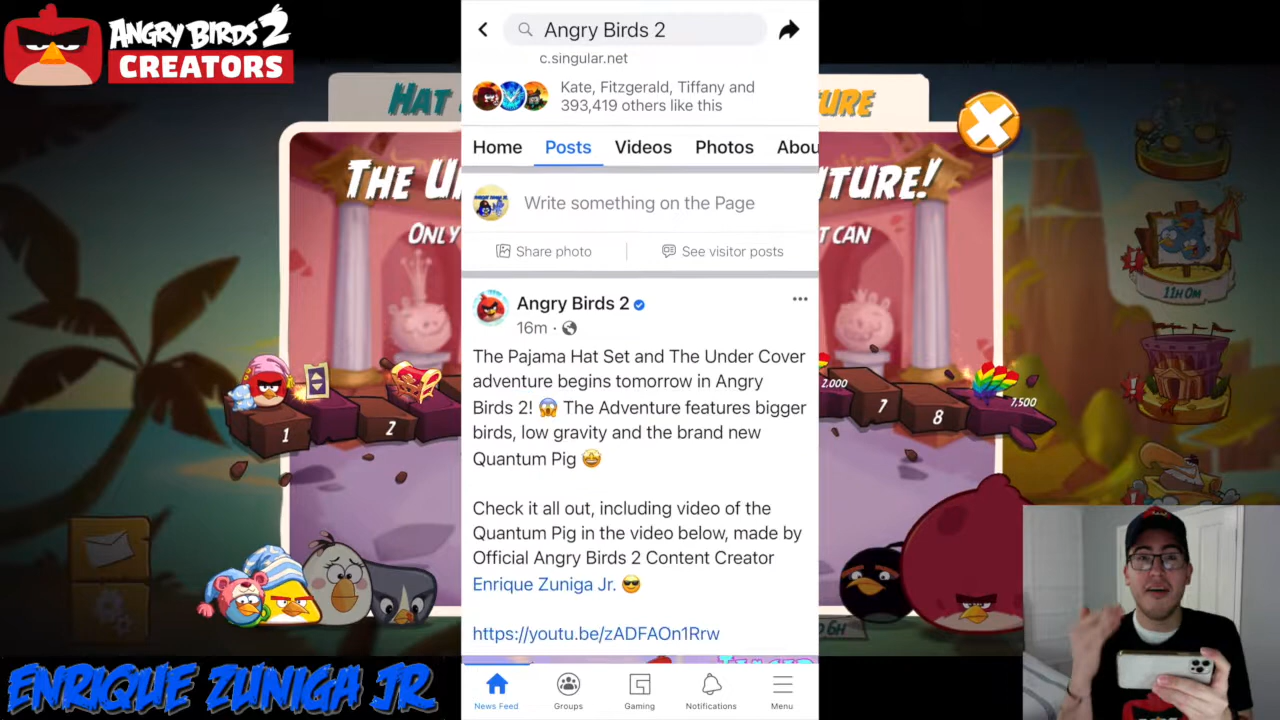 ANGRY BIRDS 2
CREATORS
Angry Birds 2
c.singular.net
Kate, Fitzgerald, Tiffany and
393,419 others like this
Home Posts Videos Photos Abou
Write something on the Page
Share photo
See visitor posts
Angry Birds 2
16m ·
The Pajama Hat Set and The Under Cover
adventure begins tomorrow in Angry
Birds 2! 😱 The Adventure features bigger
birds, low gravity and the brand new
Quantum Pig 🤩
Check it all out, including video of the
Quantum Pig in the video below, made by
Official Angry Birds 2 Content Creator
Enrique Zuniga Jr. 😎
https://youtu.be/zADFAOn1Rrw
News Feed
Groups
Gaming
Notifications
Menu
HAT
URE
THE U
TURE!
ONLY
T CAN
1
2
2,000
7
8
7,500
11H 0M
6H
ENRIQUE ZUNIGA JR